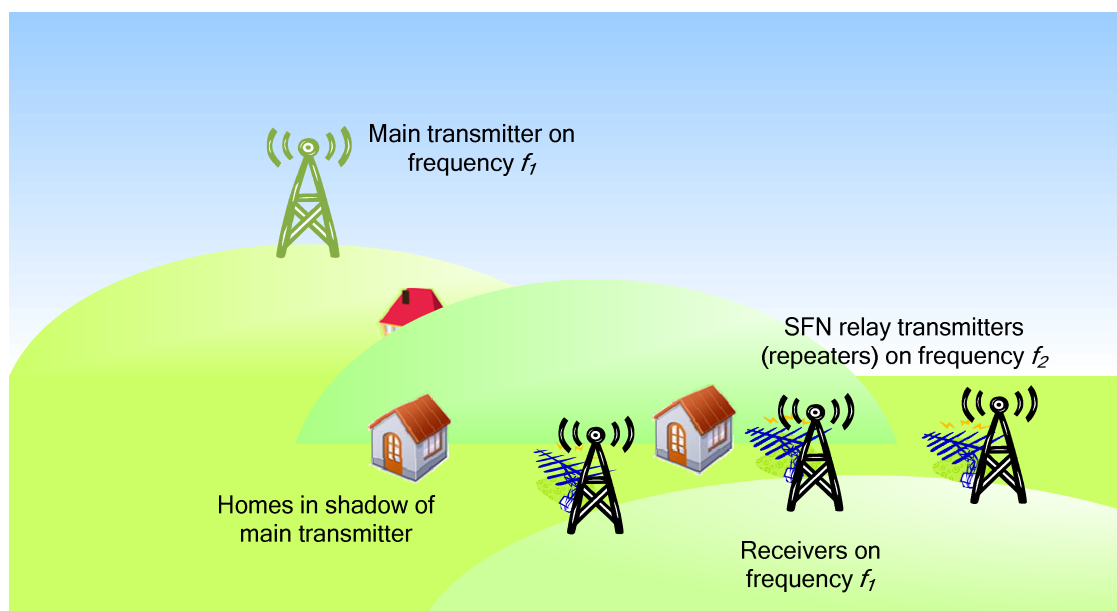 Main transmitter on
frequency f1
SFN relay transmitters
(repeaters) on frequency f2
Homes in shadow of
main transmitter
Receivers on
frequency f1